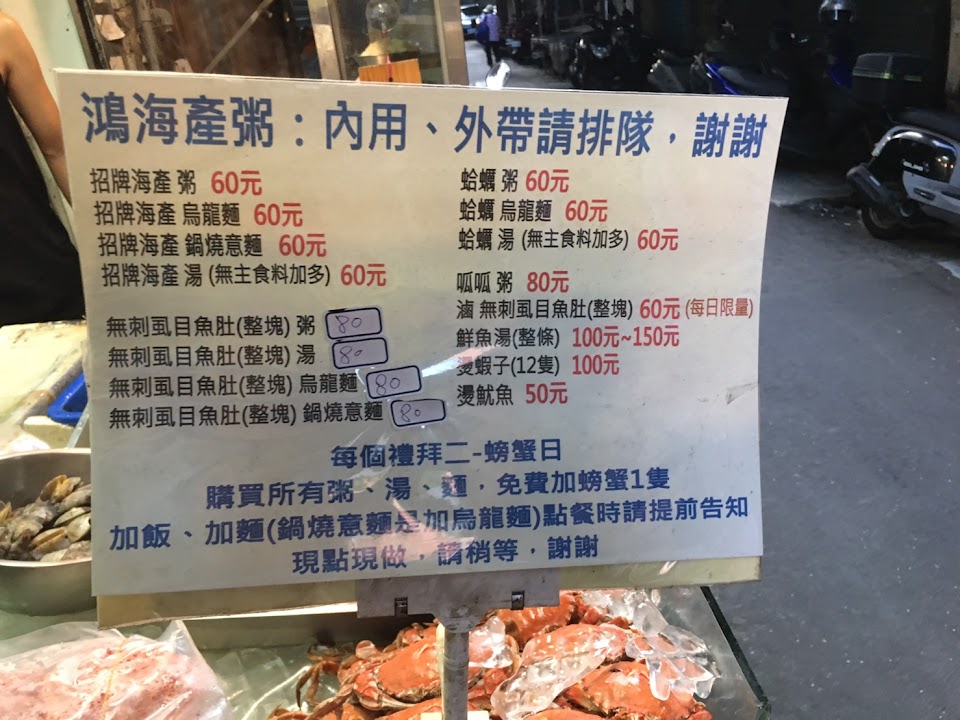 鴻海產粥:內用、外帶請排隊,謝謝
招牌海產 粥 60元
招牌海產 烏龍麵 60元
招牌海產 鍋燒意麵 60元
招牌海產 湯 (無主食料加多) 60元
無刺虱目魚肚(整塊) 粥 80
無刺虱目魚肚(整塊) 湯 80
無刺虱目魚肚(整塊) 烏龍麵 80
無刺虱目魚肚(整塊) 鍋燒意麵 80
蛤蠣 粥 60元
蛤蠣 烏龍麵 60元
蛤蠣 湯 (無主食料加多) 60元
呱呱 粥 80元
滷 無刺虱目魚肚(整塊) 60元 (每日限量)
鮮魚湯(整條) 100元~150元
燙蝦子(12隻) 100元
燙魷魚 50元
每個禮拜二-螃蟹日
購買所有粥、湯、麵,免費加螃蟹1隻
加飯、加麵(鍋燒意麵是加烏龍麵)點餐時請提前告知
現點現做,請稍等,謝謝